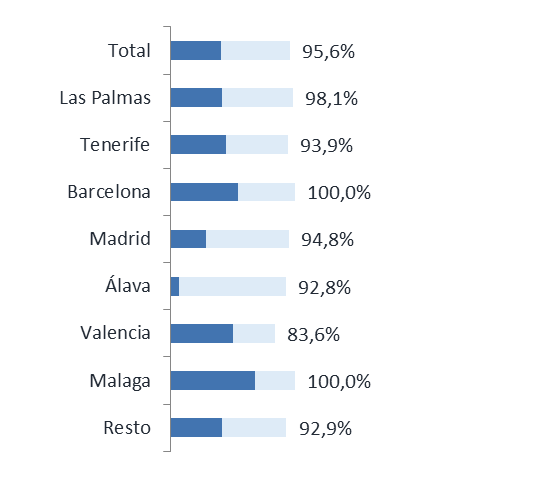 Total 95,6%
Las Palmas 98,1%
Tenerife 93,9%
Barcelona 100,0%
Madrid 94,8%
Álava 92,8%
Valencia 83,6%
Malaga 100,0%
Resto 92,9%